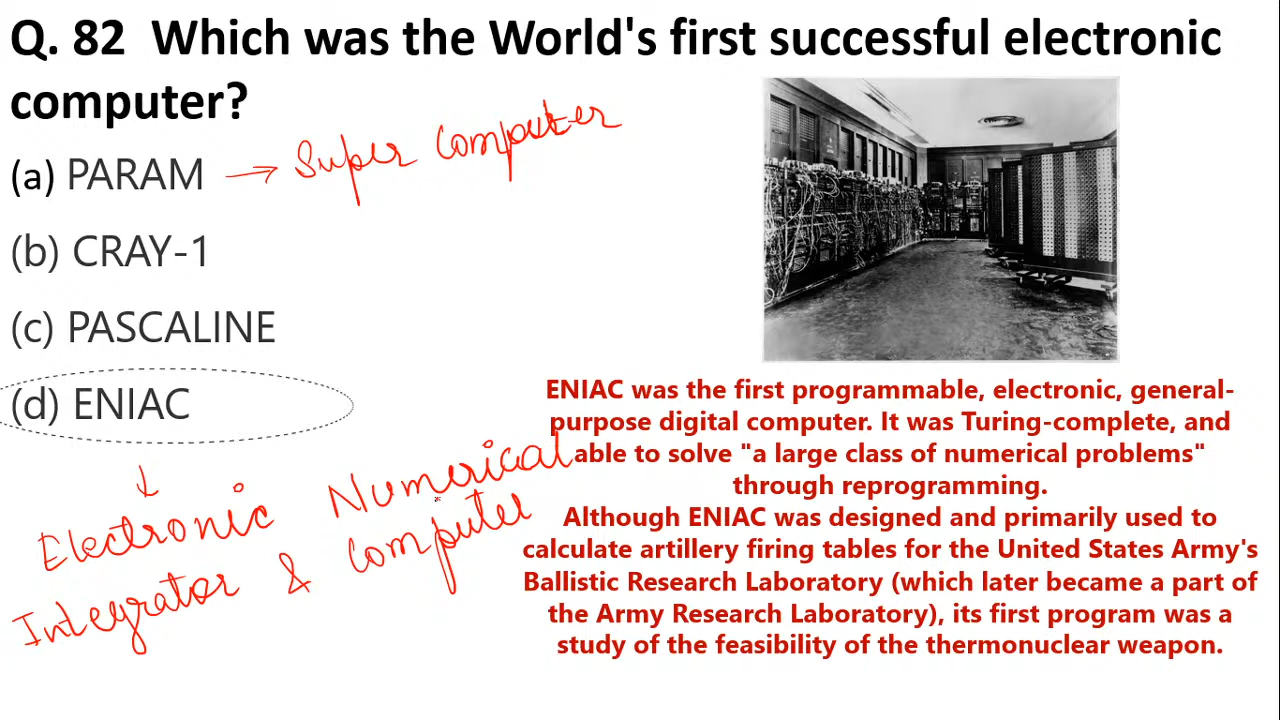 Q. 82 Which was the World's first successful electronic
computer?
(a) PARAM → Super Computer
(b) CRAY-1
(c) PASCALINE
(d) ENIAC
↓
Electronic Numerical
Integrator & Computer
ENIAC was the first programmable, electronic, general-
purpose digital computer. It was Turing-complete, and
able to solve "a large class of numerical problems"
through reprogramming.
Although ENIAC was designed and primarily used to
calculate artillery firing tables for the United States Army's
Ballistic Research Laboratory (which later became a part of
the Army Research Laboratory), its first program was a
study of the feasibility of the thermonuclear weapon.